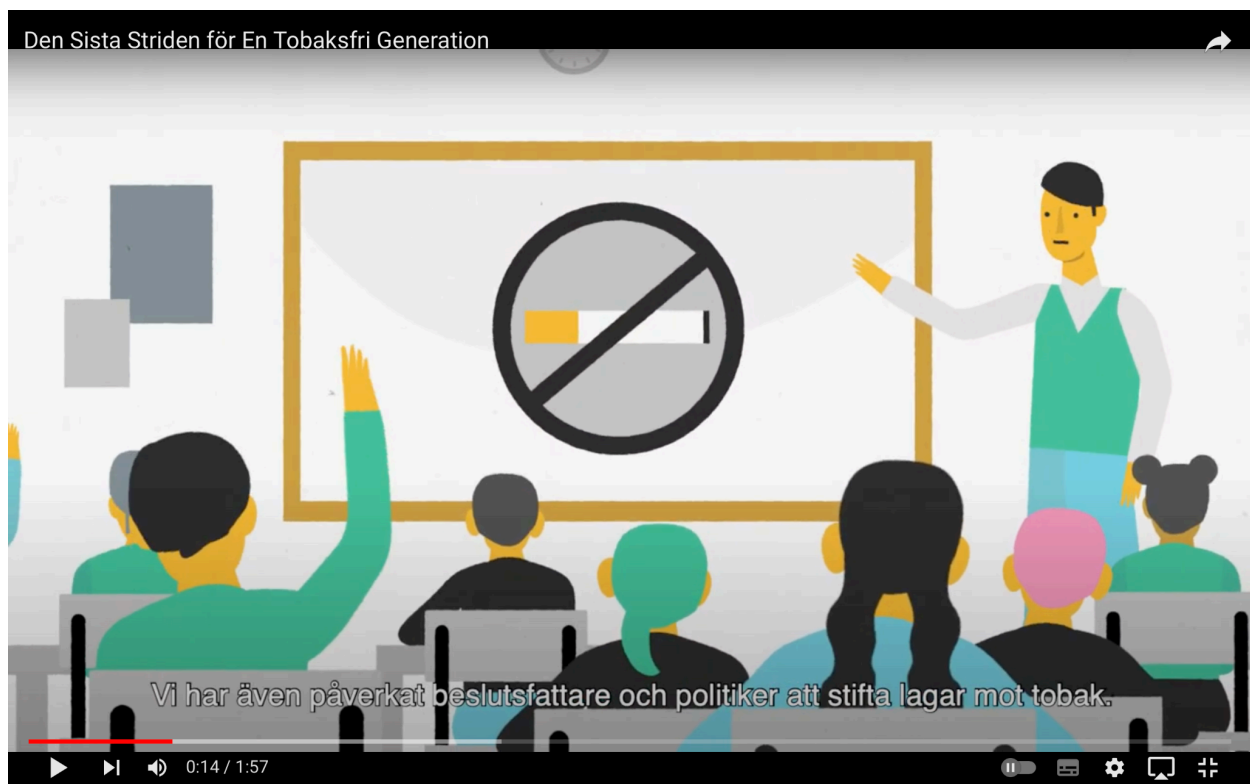 Den Sista Striden för En Tobaksfri Generation
Vi har även påverkat beslutsfattare och politiker att stifta lagar mot tobak.
0:14 / 1:57